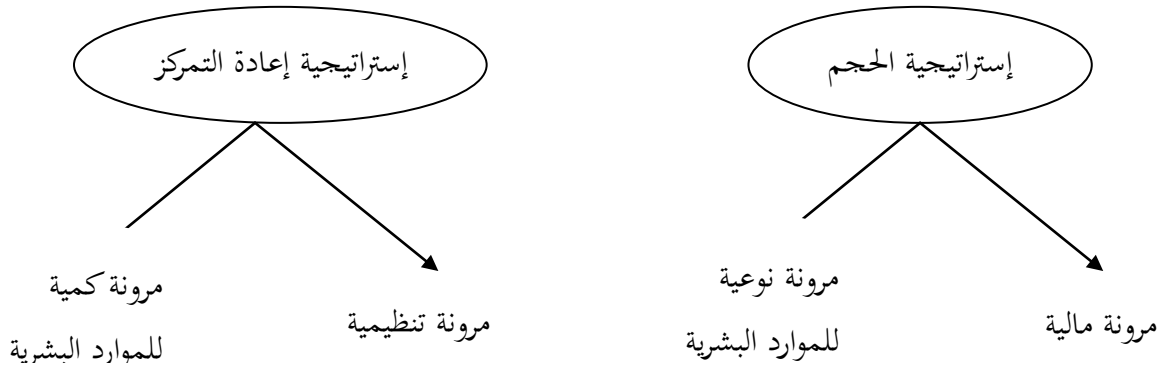 إستراتيجية الحجم
إستراتيجية إعادة التمركز
مرونة مالية
مرونة نوعية
للموارد البشرية
مرونة تنظيمية
مرونة كمية
للموارد البشرية